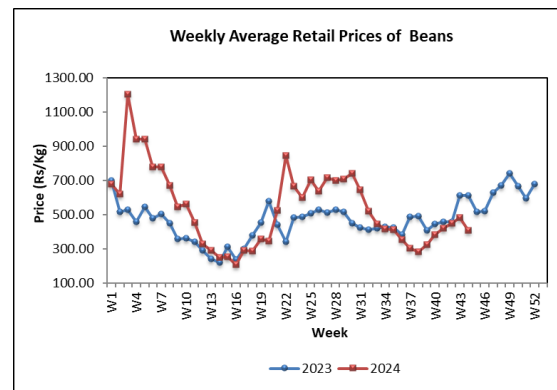 Weekly Average Retail Prices of Beans
1300.00
1100.00
900.00
700.00
500.00
300.00
100.00
Price (Rs/Kg)
W1
W4
W7
W10
W13
W16
W19
W22
W25
W28
W31
W34
W37
W40
W43
W46
W49
W52
Week
2023 2024